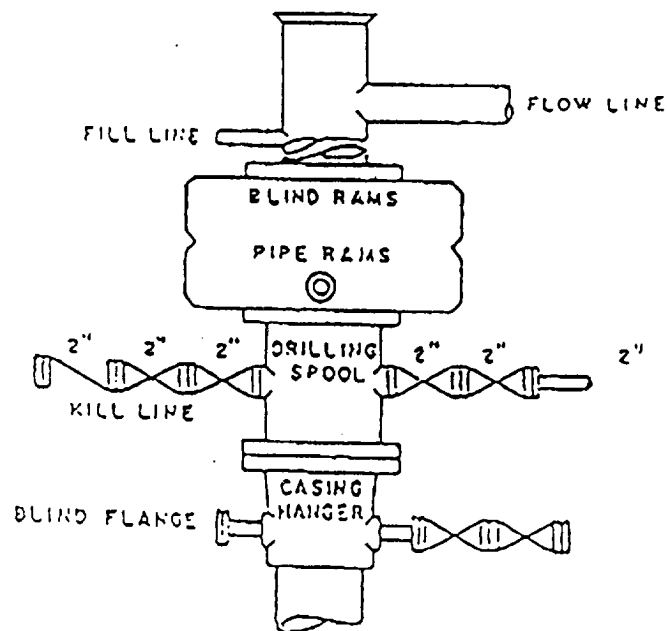 FLOW LINE
FILL LINE
BLIND RAMS
PIPE RAMS
2" 2" 2" DRILLING 2" 2" 2"
SPOOL
KILL LINE
CASING
BLIND FLANGE HANGER